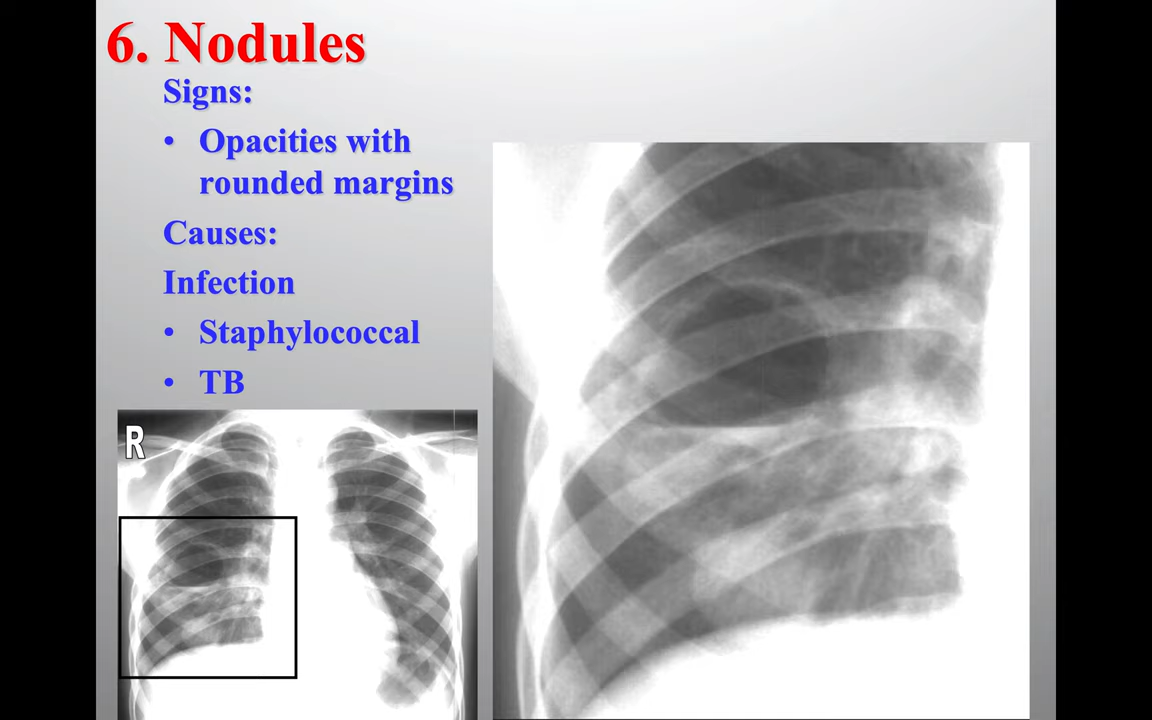 6. Nodules
Signs:
• Opacities with
rounded margins
Causes:
Infection
• Staphylococcal
• TB
R